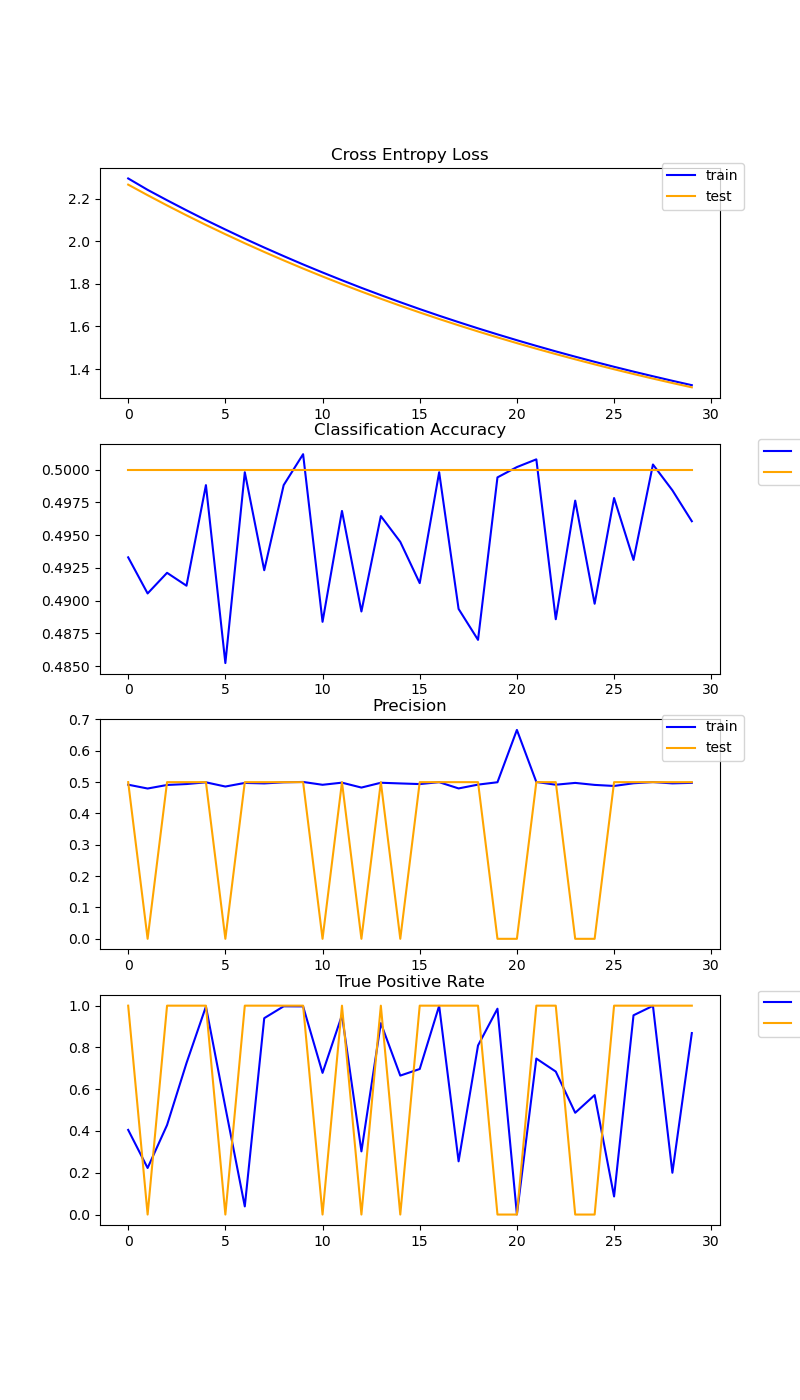 Cross Entropy Loss
train
test
2.2
2.0
1.8
1.6
1.4
0 5 10 15 20 25 30
Classification Accuracy
0.5000
0.4975
0.4950
0.4925
0.4900
0.4875
0.4850
0 5 10 15 20 25 30
Precision
train
test
0.7
0.6
0.5
0.4
0.3
0.2
0.1
0.0
0 5 10 15 20 25 30
True Positive Rate
1.0
0.8
0.6
0.4
0.2
0.0
0 5 10 15 20 25 30